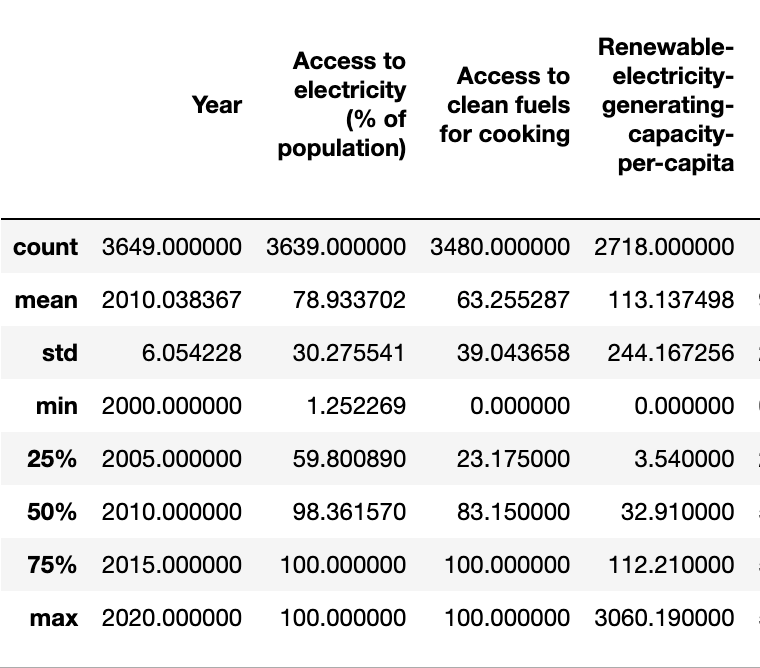 Year Access to electricity (% of population) Access to clean fuels for cooking Renewable-electricity-generating-capacity-per-capita
count 3649.000000 3639.000000 3480.000000 2718.000000
mean 2010.038367 78.933702 63.255287 113.137498
std 6.054228 30.275541 39.043658 244.167256
min 2000.000000 1.252269 0.000000 0.000000
25% 2005.000000 59.800890 23.175000 3.540000
50% 2010.000000 98.361570 83.150000 32.910000
75% 2015.000000 100.000000 100.000000 112.210000
max 2020.000000 100.000000 100.000000 3060.190000